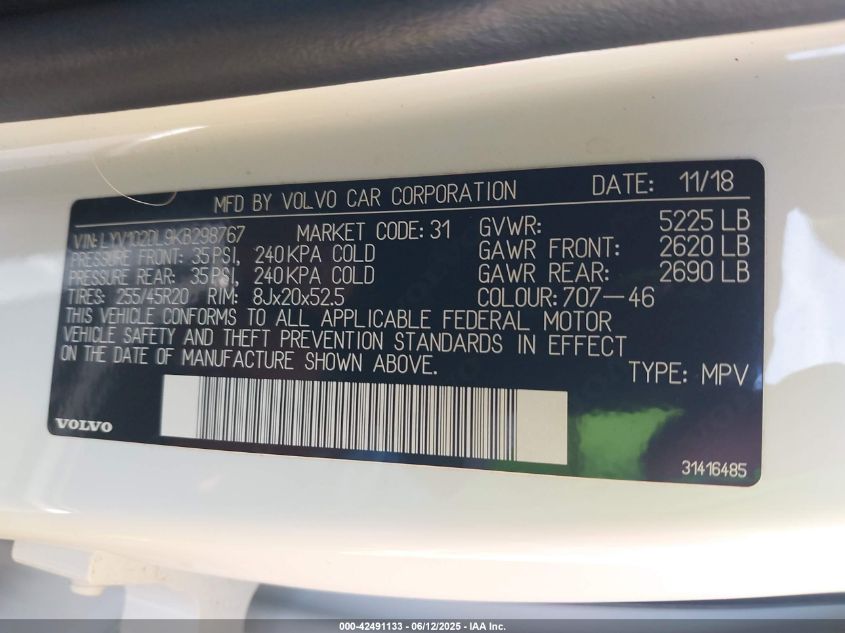 MFD BY VOLVO CAR CORPORATION DATE: 11/18
VIN: LYV102DL9KB298767 MARKET CODE: 31 GVWR: 5225 LB
PRESSURE FRONT: 35 PSI, 240 KPA COLD GAWR FRONT: 2620 LB
PRESSURE REAR: 35 PSI, 240 KPA COLD GAWR REAR: 2690 LB
TIRES: 255/45R20 RIM: 8Jx20x52.5 COLOUR: 707-46
THIS VEHICLE CONFORMS TO ALL APPLICABLE FEDERAL MOTOR
VEHICLE SAFETY AND THEFT PREVENTION STANDARDS IN EFFECT
ON THE DATE OF MANUFACTURE SHOWN ABOVE.
TYPE: MPV
VOLVO
31416485
000-42491133 - 06/12/2025 - IAA Inc.